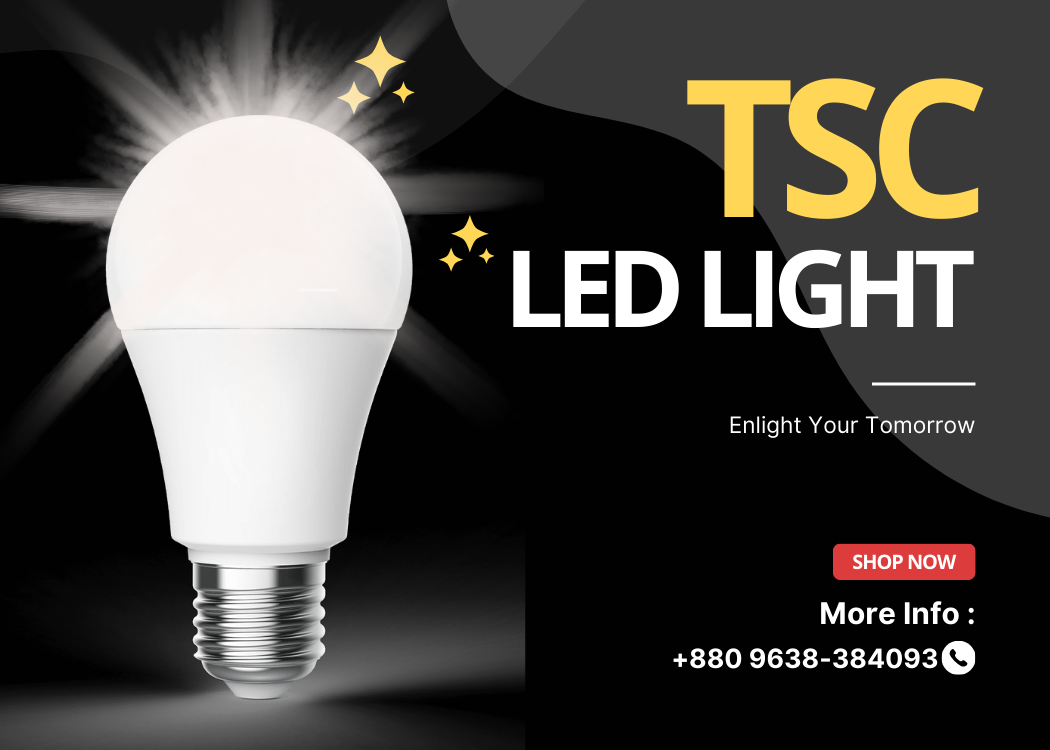 TSC
LED LIGHT
Enlight Your Tomorrow
SHOP NOW
More Info :
+880 9638-384093